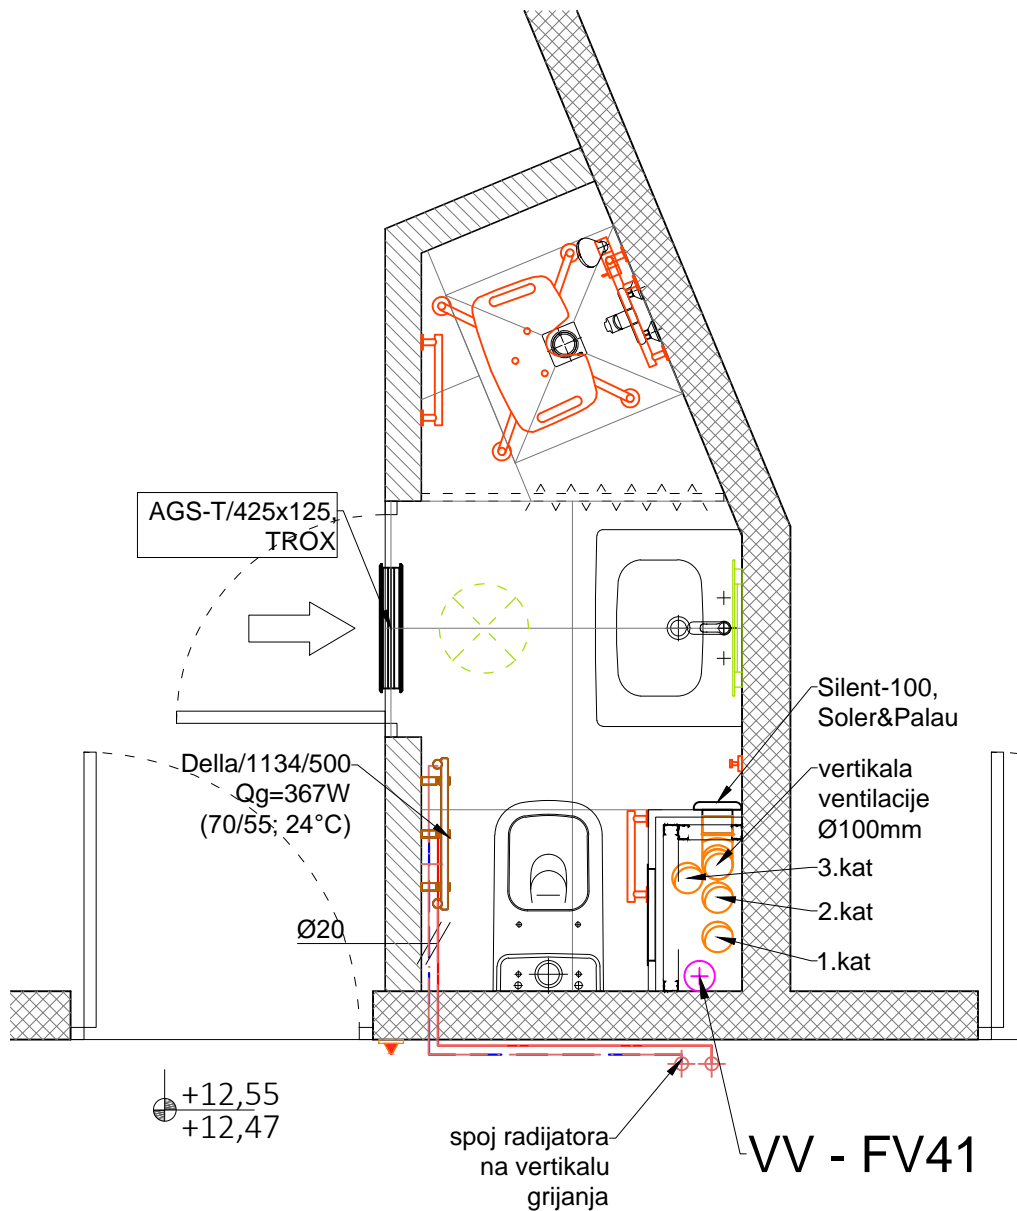 AGS-T/425x125,
TROX
Silent-100,
Soler&Palau
Della/1134/500
Qg=367W
(70/55; 24°C)
vertikala
ventilacije
Ø100mm
3.kat
2.kat
1.kat
Ø20
+12,55
+12,47
spoj radijatora
na vertikalu
grijanja
VV - FV41